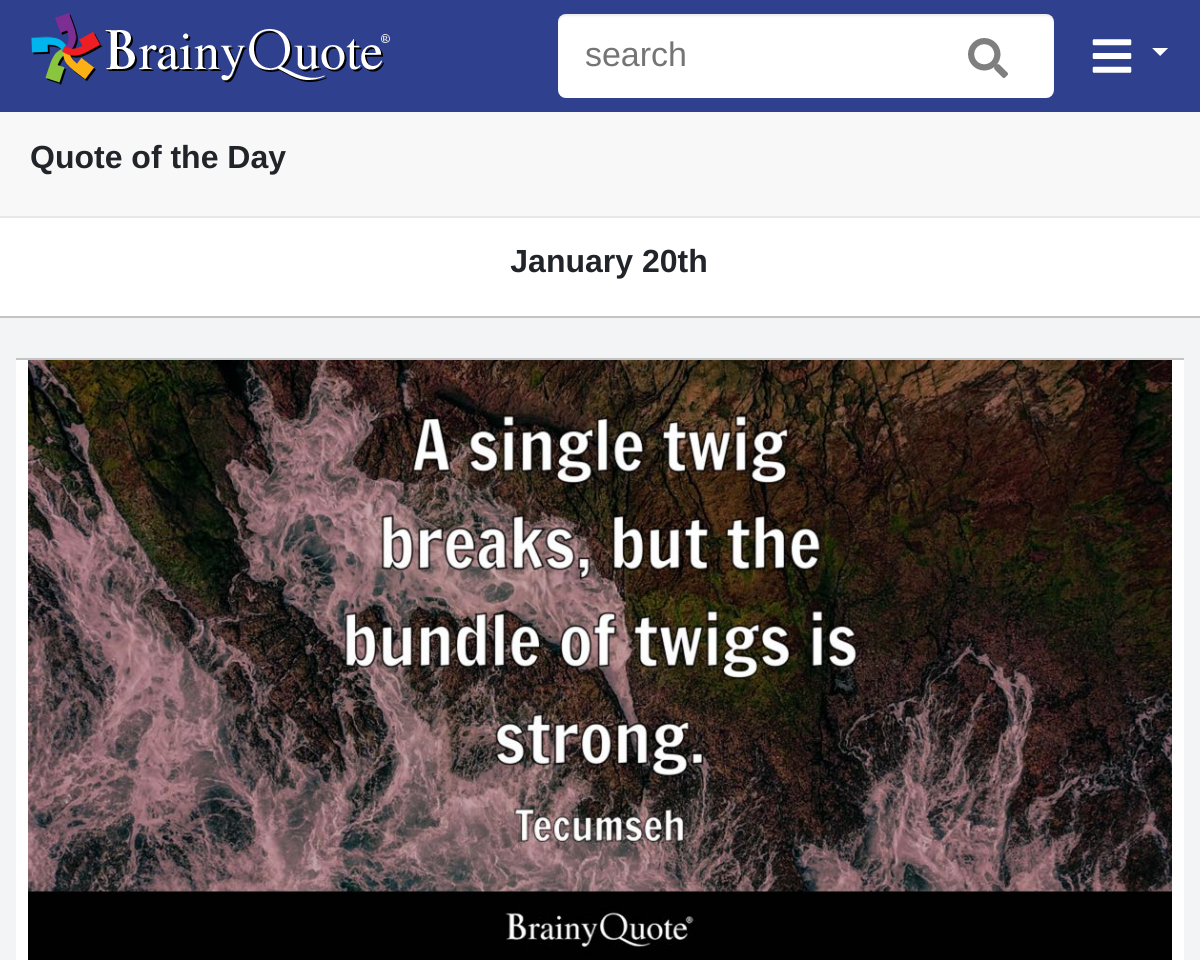 BrainyQuote®
search
Quote of the Day
January 20th
A single twig
breaks, but the
bundle of twigs is
strong.
Tecumseh
BrainyQuote®